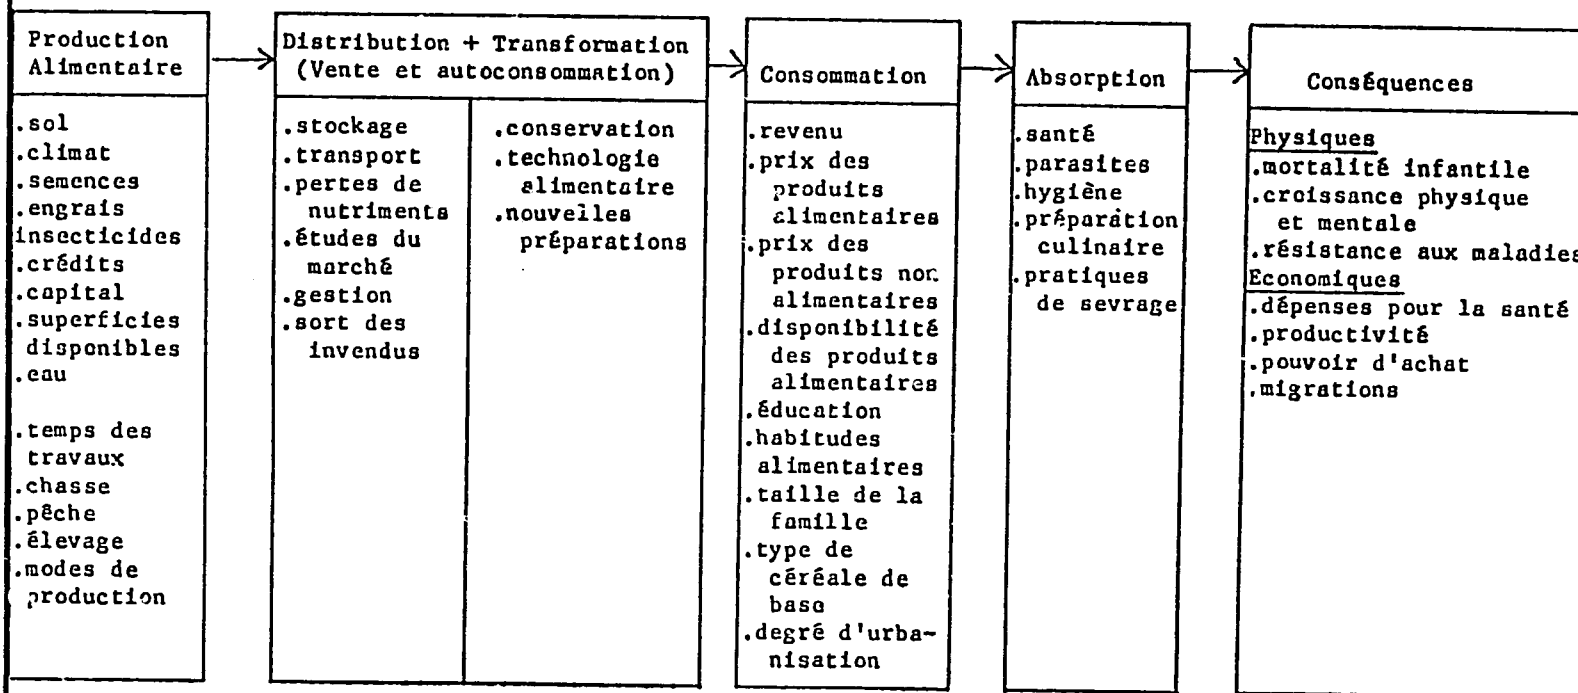 Production
Alimentaire
.sol
.climat
.semences
.engrais
insecticides
.crédits
.capital
.superficies
disponibles
.eau
.temps des
travaux
.chasse
.pêche
.élevage
.modes de
production
Distribution + Transformation
(Vente et autoconsommation)
.stockage
.transport
.pertes de
nutriments
.études du
marché
.gestion
.sort des
invendus
.conservation
.technologie
alimentaire
.nouvelles
préparations
Consommation
.revenu
.prix des
produits
alimentaires
.prix des
produits non
alimentaires
.disponibilité
des produits
alimentaires
.éducation
.habitudes
alimentaires
.taille de la
famille
.type de
céréale de
base
.degré d'urba-
nisation
Absorption
.santé
.parasites
.hygiène
.préparation
culinaire
.pratiques
de sevrage
Conséquences
Physiques
.mortalité infantile
.croissance physique
et mentale
.résistance aux maladies
Economiques
.dépenses pour la santé
.productivité
.pouvoir d'achat
.migrations